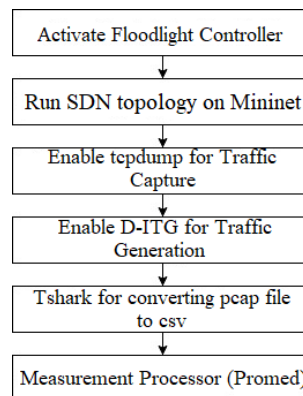 Activate Floodlight Controller
Run SDN topology on Mininet
Enable tcpdump for Traffic
Capture
Enable D-ITG for Traffic
Generation
Tshark for converting pcap file
to csv
Measurement Processor (Promed)